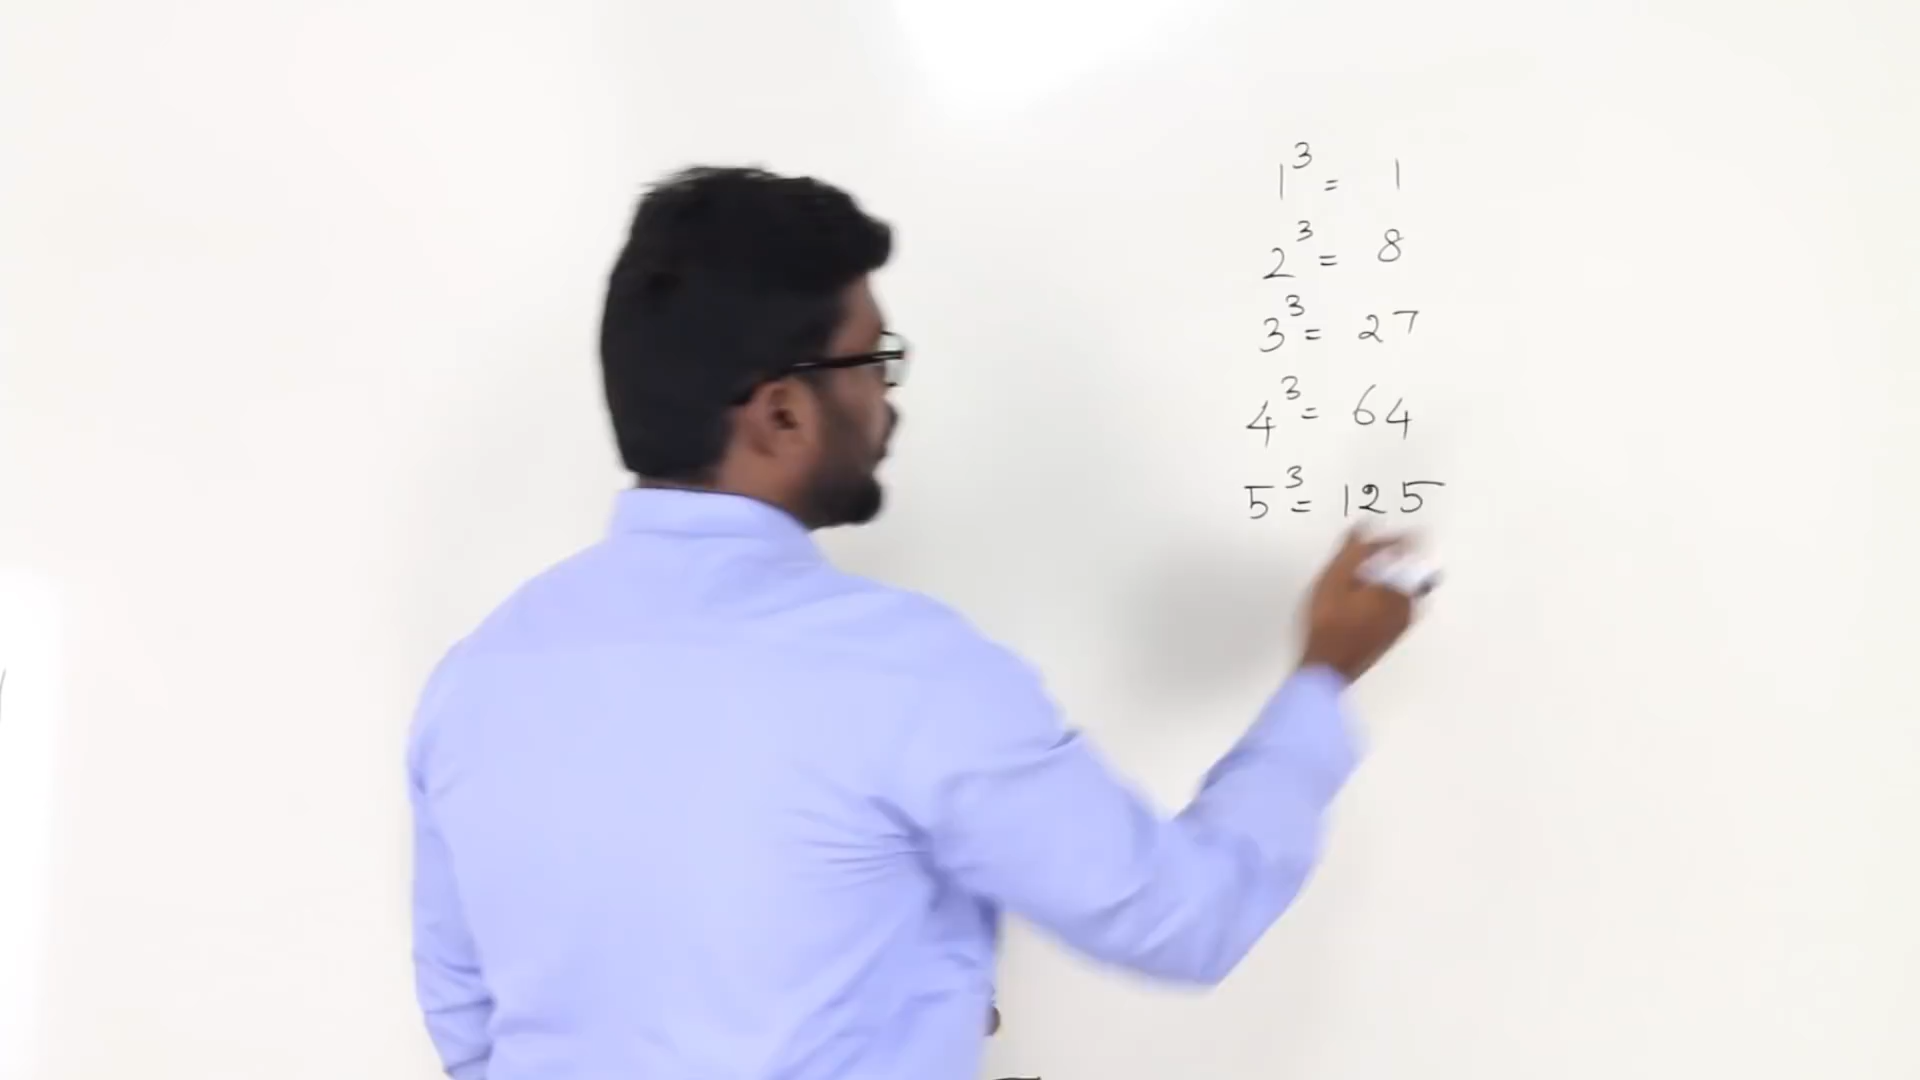 1³ = 1
2³ = 8
3³ = 27
4³ = 64
5³ = 125